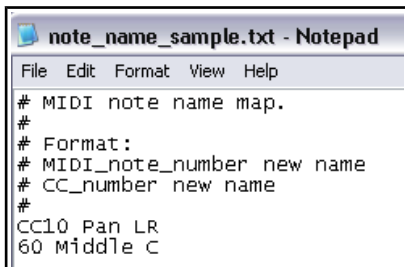 note_name_sample.txt - Notepad
File Edit Format View Help
# MIDI note name map.
#
# Format:
# MIDI_note_number new name
# CC_number new name
#
CC10 Pan LR
60 Middle C